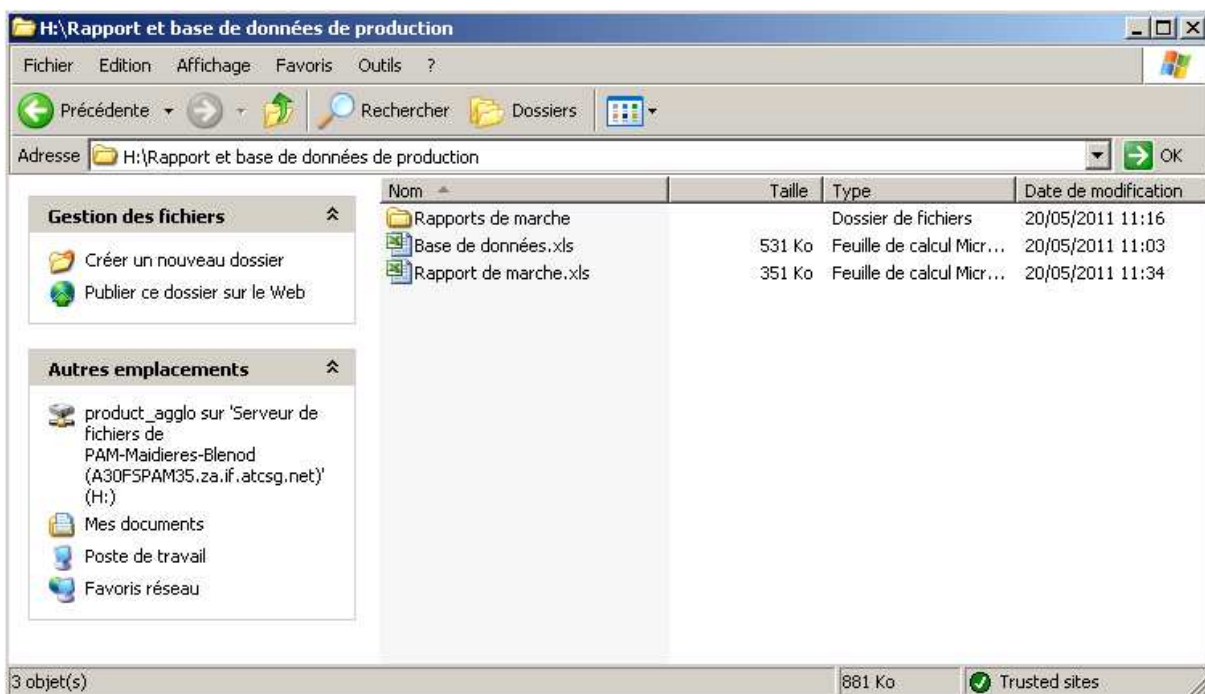 H:\Rapport et base de données de production
Fichier Edition Affichage Favoris Outils ?
Précédente Rechercher Dossiers
Adresse H:\Rapport et base de données de production OK
Gestion des fichiers
Créer un nouveau dossier
Publier ce dossier sur le Web
Autres emplacements
product_agglo sur 'Serveur de
fichiers de
PAM-Maidieres-Blenod
(A30FSPAM35.za.if.atcsg.net)'
(H:)
Mes documents
Poste de travail
Favoris réseau
Nom Taille Type Date de modification
Rapports de marche Dossier de fichiers 20/05/2011 11:16
Base de données.xls 531 Ko Feuille de calcul Micr... 20/05/2011 11:03
Rapport de marche.xls 351 Ko Feuille de calcul Micr... 20/05/2011 11:34
3 objet(s) 881 Ko Trusted sites